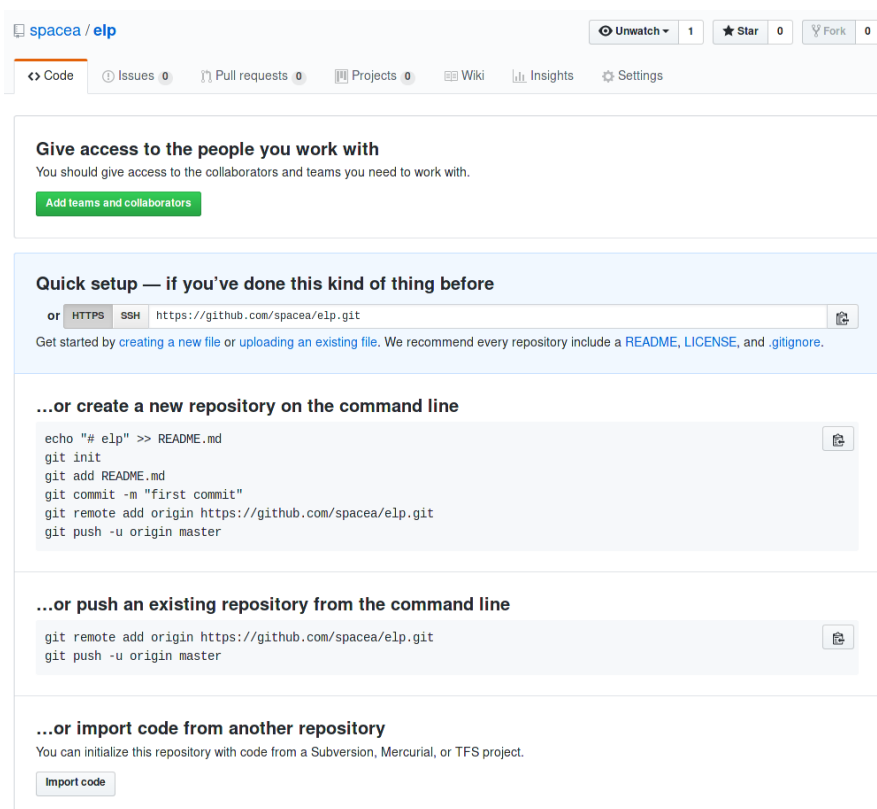 spacea / elp
Unwatch 1 Star 0 Fork 0
Code Issues 0 Pull requests 0 Projects 0 Wiki Insights Settings
Give access to the people you work with
You should give access to the collaborators and teams you need to work with.
Add teams and collaborators
Quick setup — if you’ve done this kind of thing before
or HTTPS SSH https://github.com/spacea/elp.git
Get started by creating a new file or uploading an existing file. We recommend every repository include a README, LICENSE, and .gitignore.
…or create a new repository on the command line
echo "# elp" >> README.md
git init
git add README.md
git commit -m "first commit"
git remote add origin https://github.com/spacea/elp.git
git push -u origin master
…or push an existing repository from the command line
git remote add origin https://github.com/spacea/elp.git
git push -u origin master
…or import code from another repository
You can initialize this repository with code from a Subversion, Mercurial, or TFS project.
Import code